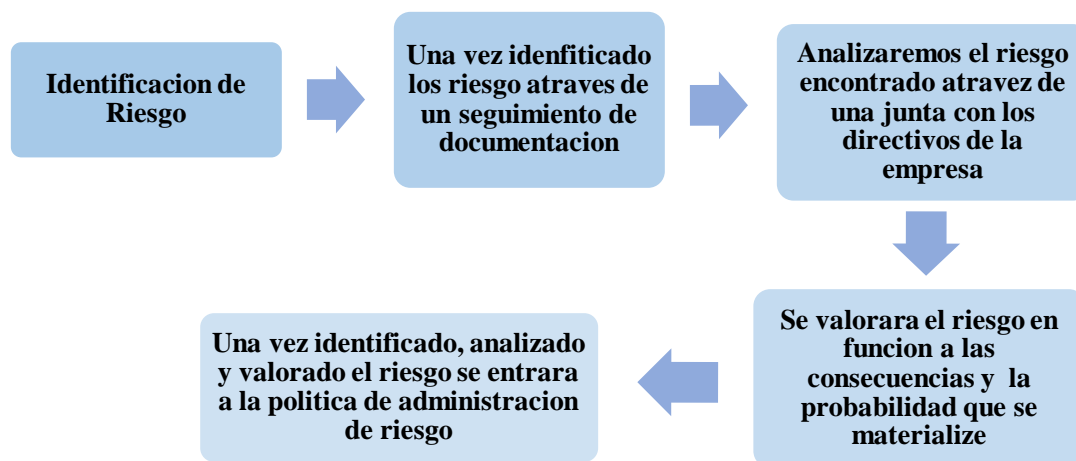 Identificacion de
Riesgo
Una vez idenfiticado
los riesgo atraves de
un seguimiento de
documentacion
Analizaremos el riesgo
encontrado atravez de
una junta con los
directivos de la
empresa
Se valorara el riesgo en
funcion a las
consecuencias y la
probabilidad que se
materialize
Una vez identificado, analizado
y valorado el riesgo se entrara
a la politica de administracion
de riesgo